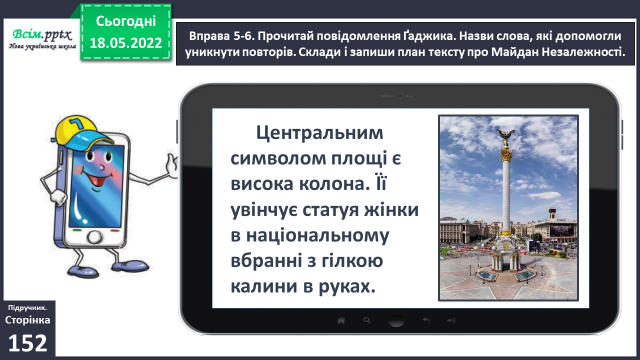 Всім.pptx
Нова українська школа
Сьогодні
18.05.2022
Вправа 5-6. Прочитай повідомлення Ґаджика. Назви слова, які допомогли
уникнути повторів. Склади і запиши план тексту про Майдан Незалежності.
Центральним
символом площі є
висока колона. Її
увінчує статуя жінки
в національному
вбранні з гілкою
калини в руках.
7
Підручник.
Сторінка
152